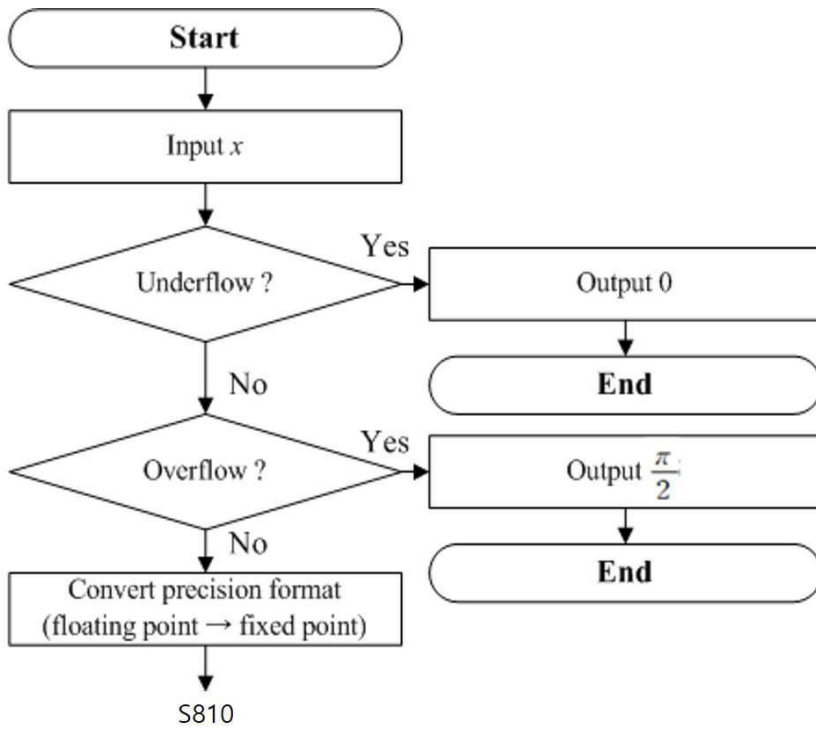 Start
Input x
Underflow ?
Yes
Output 0
End
No
Overflow ?
Yes
Output π/2
End
No
Convert precision format
(floating point → fixed point)
S810